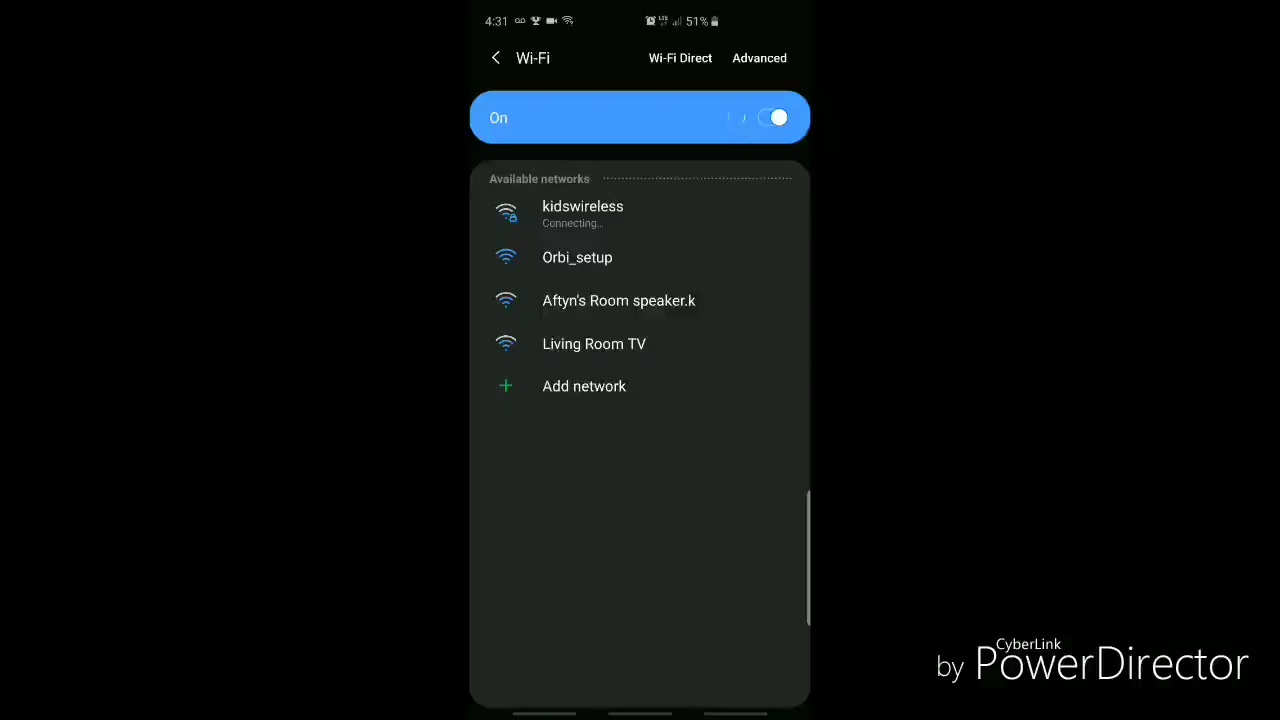 4:31 LTE 51%
Wi-Fi Wi-Fi Direct Advanced
On
Available networks
kidswireless
Connecting...
Orbi_setup
Aftyn's Room speaker.k
Living Room TV
Add network
CyberLink
by PowerDirector